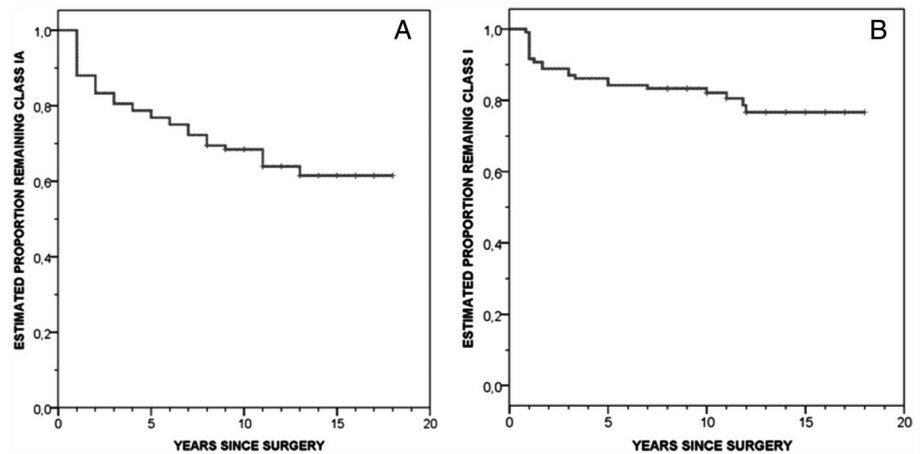 A
ESTIMATED PROPORTION REMAINING CLASS IA
1,0
0,8
0,6
0,4
0,2
0,0
0 5 10 15 20
YEARS SINCE SURGERY
B
ESTIMATED PROPORTION REMAINIG CLASS I
1,0
0,8
0,6
0,4
0,2
0,0
0 5 10 15 20
YEARS SINCE SURGERY